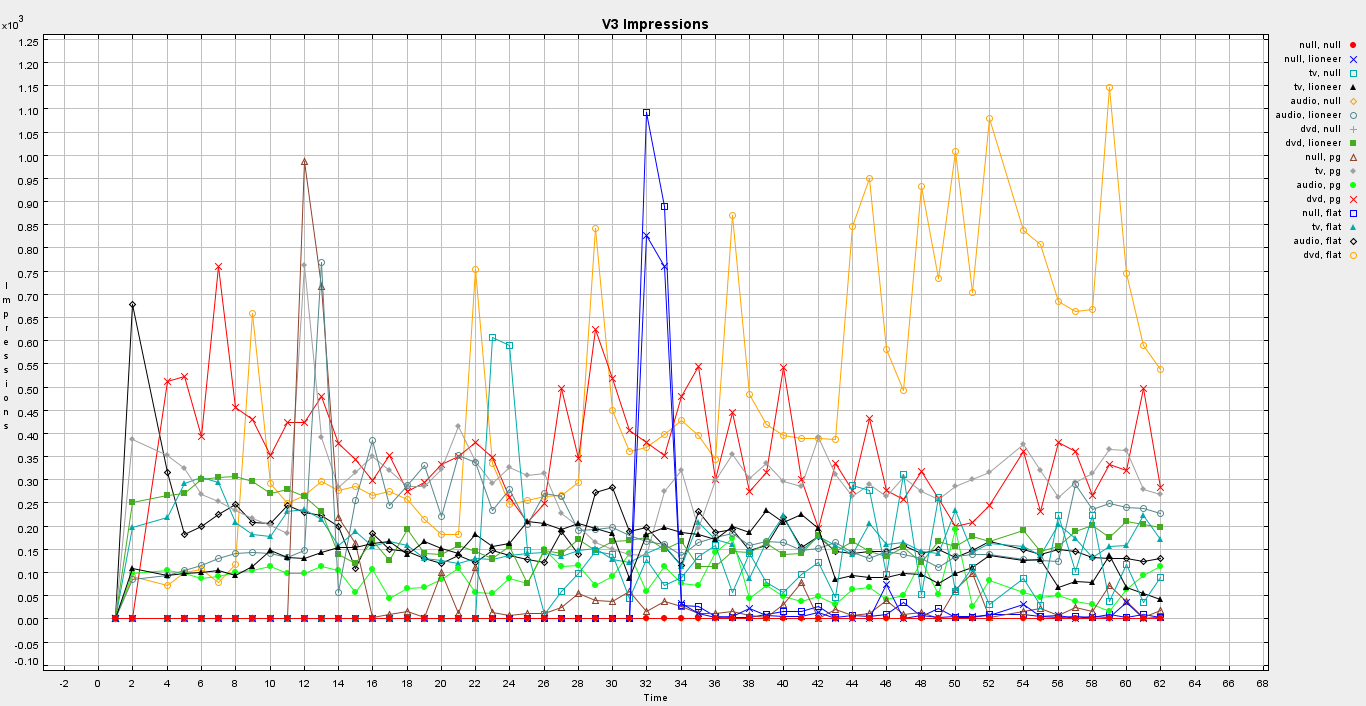 V3 Impressions
x10³
1.25
1.20
1.15
1.10
1.05
1.00
0.95
0.90
0.85
0.80
0.75
0.70
0.65
0.60
0.55
0.50
0.45
0.40
0.35
0.30
0.25
0.20
0.15
0.10
0.05
0.00
-0.05
-0.10
Impressions
-2 0 2 4 6 8 10 12 14 16 18 20 22 24 26 28 30 32 34 36 38 40 42 44 46 48 50 52 54 56 58 60 62 64 66 68
Time
null, null
null, lioneer
tv, null
tv, lioneer
audio, null
audio, lioneer
dvd, null
dvd, lioneer
null, pg
tv, pg
audio, pg
dvd, pg
null, flat
tv, flat
audio, flat
dvd, flat